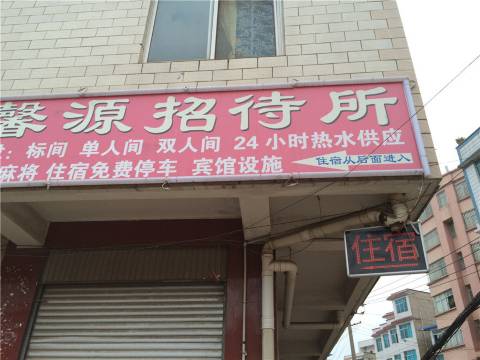 馨源招待所
：标间 单人间 双人间 24小时热水供应
麻将 住宿免费停车 宾馆设施
住宿从后面进入
住宿